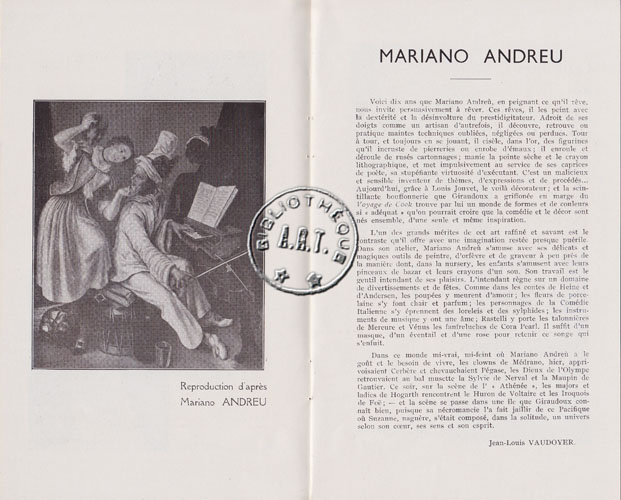 MARIANO ANDREU
Voici dix ans que Mariano Andreü, en peignant ce qu'il rêve,
nous invite persuasivement à rêver. Ces rêves, il les peint avec
la dextérité et la désinvolture du prestidigitateur. Adroit de ses
doigts comme un artisan d'autrefois, il découvre, retrouve ou
pratique maintes techniques oubliées, négligées ou perdues. Tour
à tour, et toujours en se jouant, il cisèle, dans l'or, des figurines
qu'il incruste de pierreries ou enrobe d'émaux ; il enroule et
déroule de rusés cartonnages ; manie la pointe sèche et le crayon
lithographique, et met impulsivement au service de ses caprices
de poète, sa stupéfiante virtuosité d'exécutant. C'est un malicieux
et sensible inventeur de thèmes, d'expressions et de procédés...
Aujourd'hui, grâce à Louis Jouvet, le voilà décorateur ; et la scin-
tillante bouffonnerie que Giraudoux a griffonée en marge du
Voyage de Cook trouve par lui un monde de formes et de couleurs
si « adéquat » qu'on pourrait croire que la comédie et le décor sont
nés ensemble, d'une seule et même inspiration.
L'un des grands mérites de cet art raffiné et savant est le
contraste qu'il offre avec une imagination restée presque puérile.
Dans son atelier, Mariano Andreü s'amuse avec ses délicats et
magiques outils de peintre, d'orfèvre et de graveur à peu près de
la manière dont, dans la nursery, les enfants s'amusent avec leurs
pinceaux de bazar et leurs crayons d'un sou. Son travail est le
gentil intendant de ses plaisirs. L'intendant règne sur un domaine
de divertissements et de fêtes. Comme dans les contes de Heine et
d'Andersen, les poupées y meurent d'amour ; les fleurs de porce-
laine s'y font chair et parfum ; les personnages de la Comédie
Italienne s'y éprennent des loreleis et des sylphides ; les instru-
ments de musique y ont une âme ; Rastelli y porte les talonnières
de Mercure et Vénus les fanfreluches de Cora Pearl. Il suffit d'un
masque, d'un éventail et d'une rose pour retenir ce songe qui
s'enfuit.
Dans ce monde mi-vrai, mi-feint où Mariano Andreü a le
goût et le besoin de vivre, les clowns de Médrano, hier, appri-
voisaient Cerbère et chevauchaient Pégase, les Dieux de l'Olympe
retrouvaient au bal musette la Sylvie de Nerval et la Maupin de
Gautier. Ce soir, sur la scène de l' « Athénée », les majors et
ladies de Hogarth rencontrent le Huron de Voltaire et les Iroquois
de Foë ; — et la scène se passe dans une île que Giraudoux con-
naît bien, puisque sa nécromancie l'a fait jaillir de ce Pacifique
où Suzanne, naguère, s'était composé, dans la solitude, un univers
selon son cœur, ses sens et son esprit.
Jean-Louis VAUDOYER.
Reproduction d'après
Mariano ANDREU
BIBLIOTHÈQUE
A.R.T.